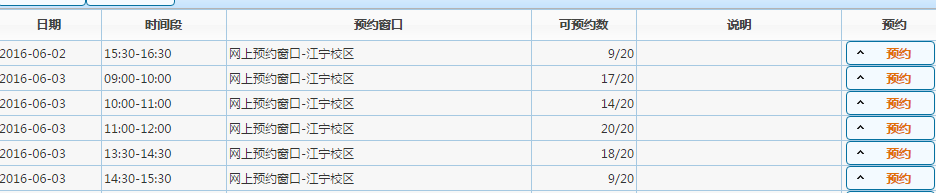 日期 时间段 预约窗口 可预约数 说明 预约
2016-06-02 15:30-16:30 网上预约窗口-江宁校区 9/20 预约
2016-06-03 09:00-10:00 网上预约窗口-江宁校区 17/20 预约
2016-06-03 10:00-11:00 网上预约窗口-江宁校区 14/20 预约
2016-06-03 11:00-12:00 网上预约窗口-江宁校区 20/20 预约
2016-06-03 13:30-14:30 网上预约窗口-江宁校区 18/20 预约
2016-06-03 14:30-15:30 网上预约窗口-江宁校区 9/20 预约